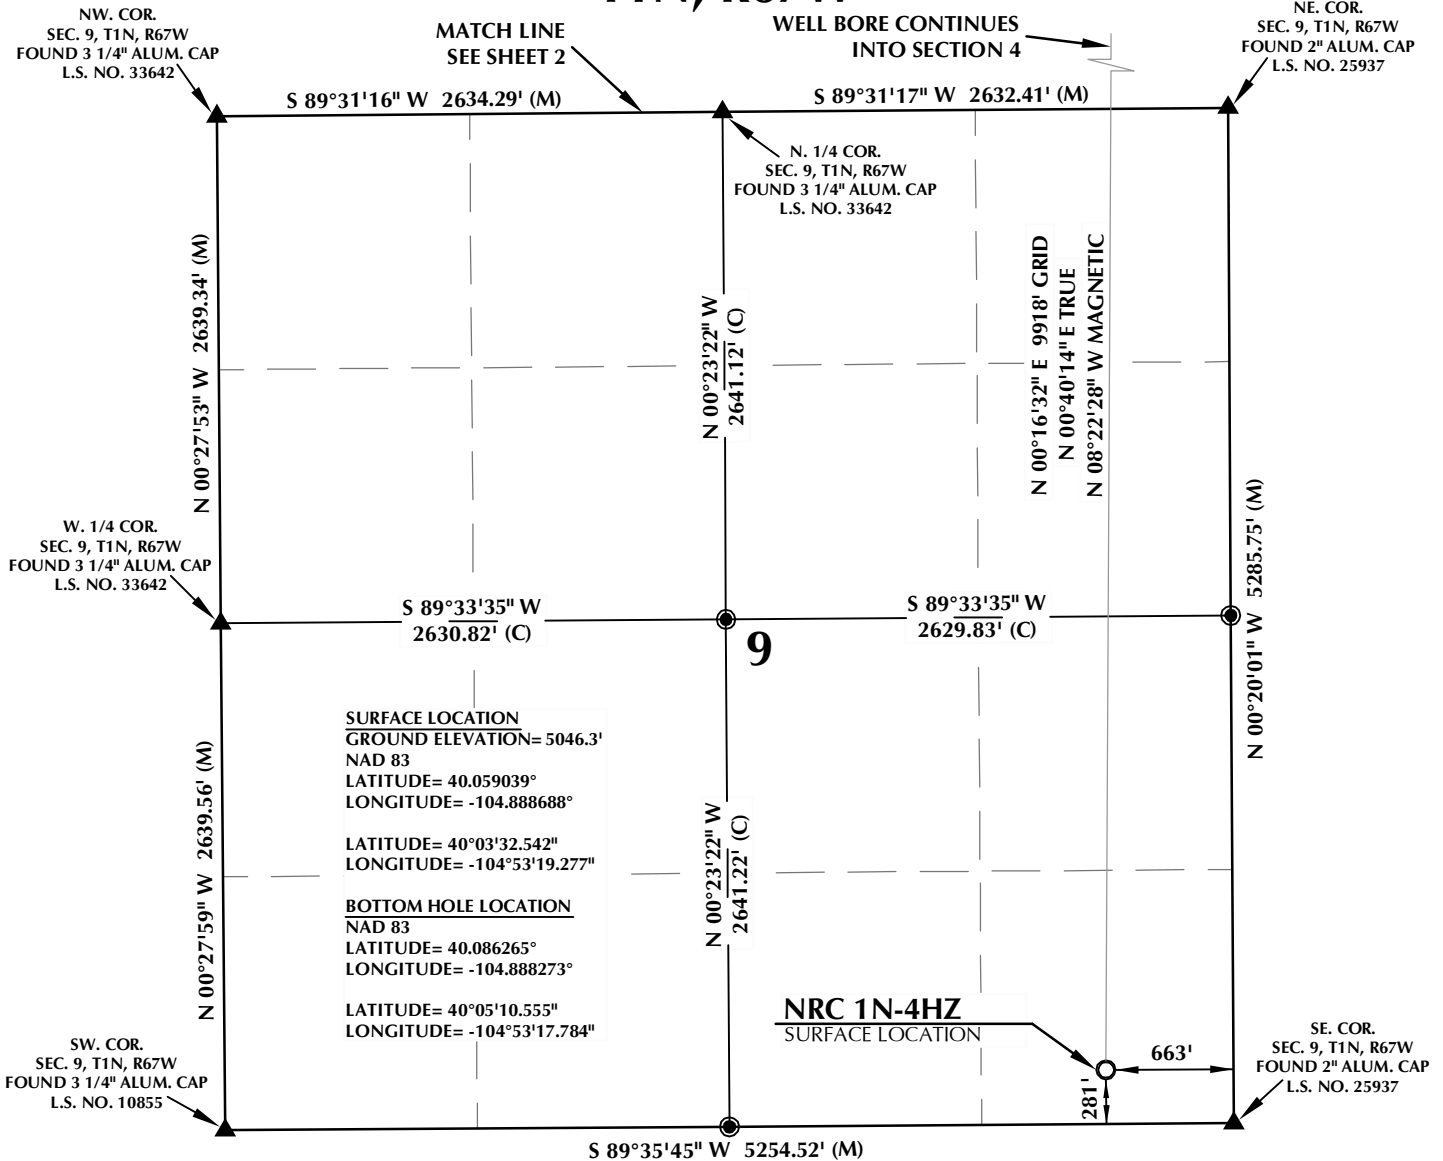 T1N, R67W
NW. COR.
SEC. 9, T1N, R67W
FOUND 3 1/4" ALUM. CAP
L.S. NO. 33642
MATCH LINE
SEE SHEET 2
WELL BORE CONTINUES
INTO SECTION 4
NE. COR.
SEC. 9, T1N, R67W
FOUND 2" ALUM. CAP
L.S. NO. 25937
S 89°31'16" W 2634.29' (M)
S 89°31'17" W 2632.41' (M)
N. 1/4 COR.
SEC. 9, T1N, R67W
FOUND 3 1/4" ALUM. CAP
L.S. NO. 33642
N 00°27'53" W 2639.34' (M)
N 00°23'22" W
2641.12' (C)
N 00°16'32" E 9918' GRID
N 00°40'14" E TRUE
N 08°22'28" W MAGNETIC
N 00°20'01" W 5285.75' (M)
W. 1/4 COR.
SEC. 9, T1N, R67W
FOUND 3 1/4" ALUM. CAP
L.S. NO. 33642
S 89°33'35" W
2630.82' (C)
S 89°33'35" W
2629.83' (C)
9
SURFACE LOCATION
GROUND ELEVATION= 5046.3'
NAD 83
LATITUDE= 40.059039°
LONGITUDE= -104.888688°
LATITUDE= 40°03'32.542"
LONGITUDE= -104°53'19.277"
BOTTOM HOLE LOCATION
NAD 83
LATITUDE= 40.086265°
LONGITUDE= -104.888273°
LATITUDE= 40°05'10.555"
LONGITUDE= -104°53'17.784"
N 00°27'59" W 2639.56' (M)
N 00°23'22" W
2641.22' (C)
NRC 1N-4HZ
SURFACE LOCATION
663'
281'
SW. COR.
SEC. 9, T1N, R67W
FOUND 3 1/4" ALUM. CAP
L.S. NO. 10855
SE. COR.
SEC. 9, T1N, R67W
FOUND 2" ALUM. CAP
L.S. NO. 25937
S 89°35'45" W 5254.52' (M)